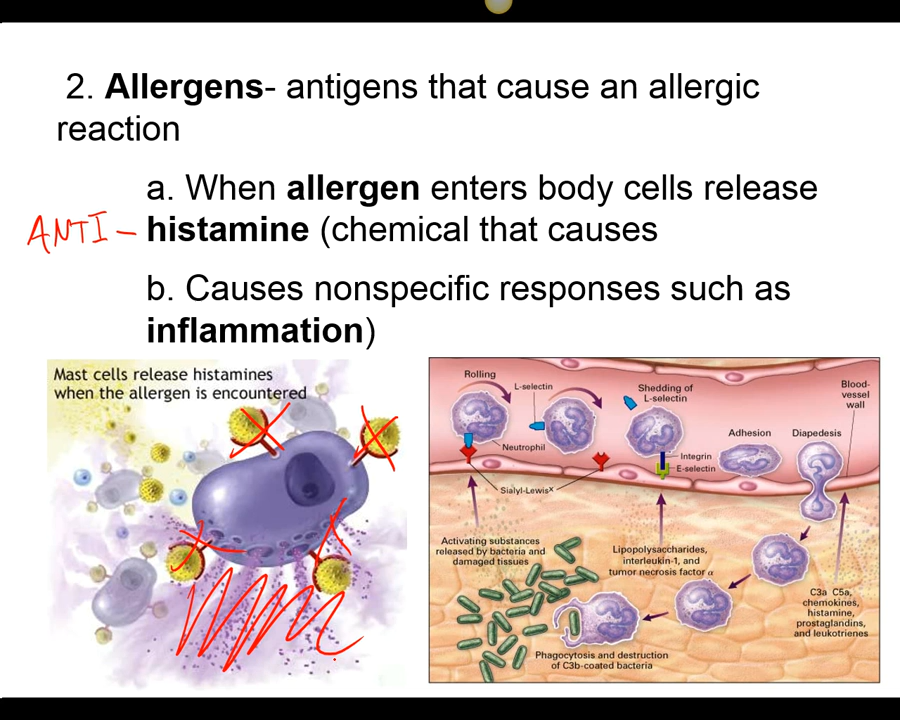 2. Allergens- antigens that cause an allergic
reaction
a. When allergen enters body cells release
ANTI - histamine (chemical that causes
b. Causes nonspecific responses such as
inflammation)
Mast cells release histamines
when the allergen is encountered
Rolling
L-selectin
Shedding of
L-selectin
Blood-
vessel
wall
Neutrophil
Integrin
E-selectin
Adhesion
Diapedesis
Sialyl-Lewisˣ
Activating substances
released by bacteria and
damaged tissues
Lipopolysaccharides,
interleukin-1, and
tumor necrosis factor α
C3a C5a,
chemokines,
histamine,
prostaglandins,
and leukotrienes
Phagocytosis and destruction
of C3b-coated bacteria